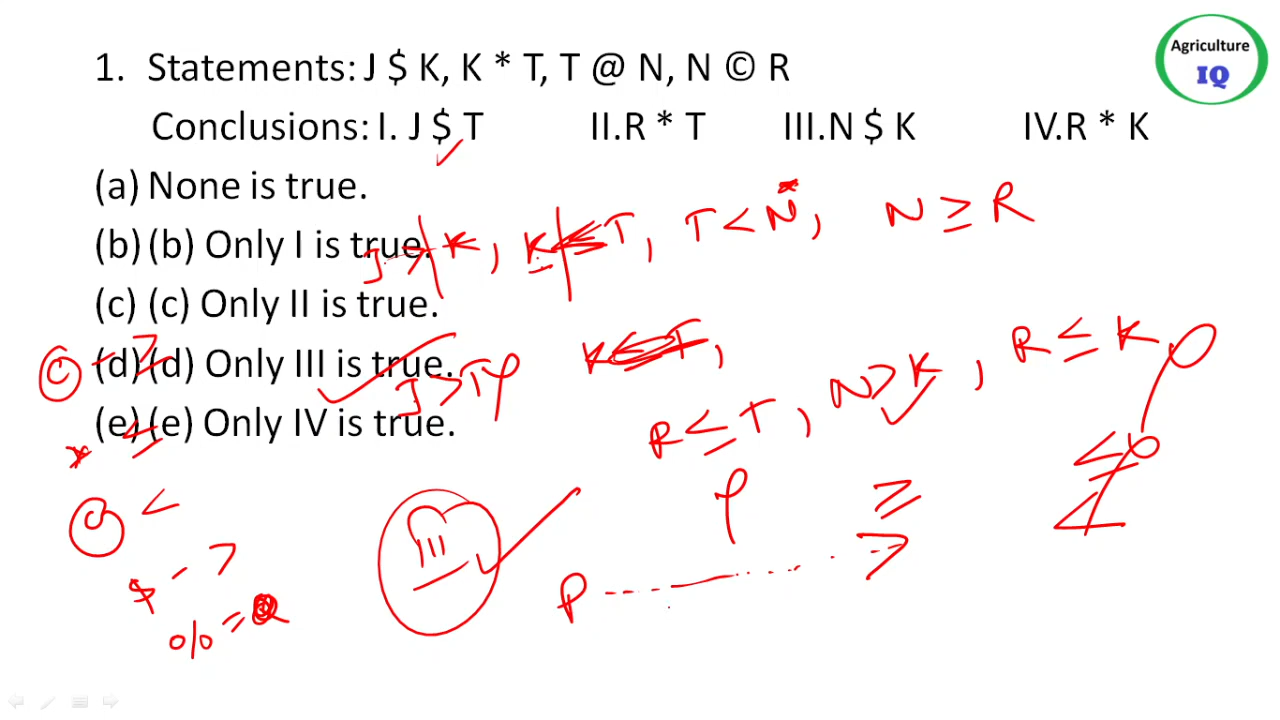 Agriculture
IQ
1. Statements: J $ K, K * T, T @ N, N © R
Conclusions: I. J $ T II.R * T III.N $ K IV.R * K
(a) None is true.
(b) (b) Only I is true.
J > K, K ≤ T, T < N, N ≥ R
(c) (c) Only II is true.
(d) (d) Only III is true.
(e) (e) Only IV is true.
© - ≥
J > T
R ≤ T, N > K, R ≤ K
* ≤
<
$ - >
% =
III
P
≥
>
≤
<